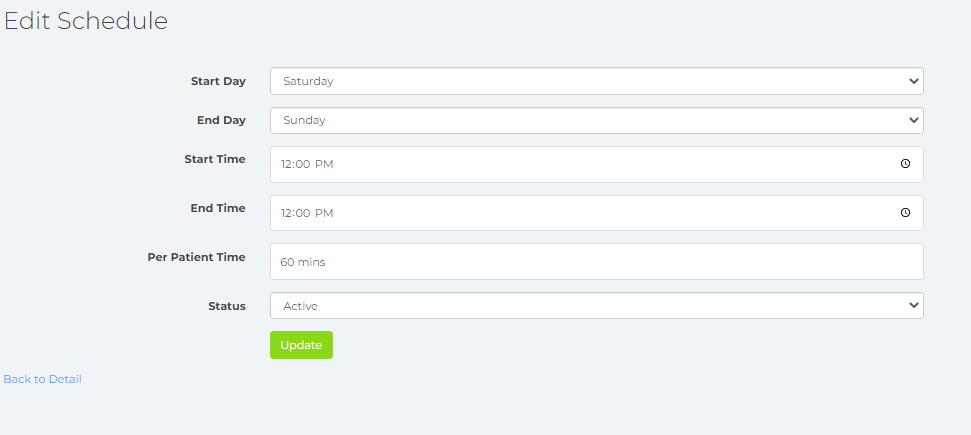 Edit Schedule
Start Day Saturday
End Day Sunday
Start Time 12:00 PM
End Time 12:00 PM
Per Patient Time 60 mins
Status Active
Update
Back to Detail